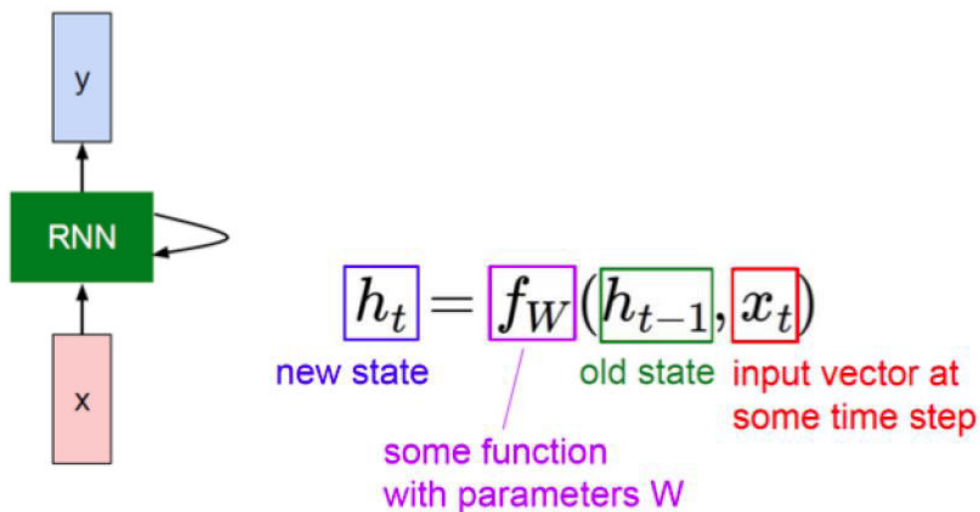 y
RNN
x
h_t = f_W(h_{t-1}, x_t)
new state
old state
input vector at
some time step
some function
with parameters W